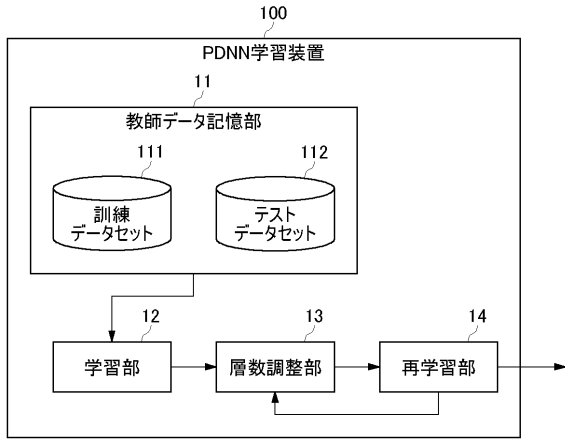 100
PDNN学習装置
11
教師データ記憶部
111
112
訓練
データセット
テスト
データセット
12
13
14
学習部
層数調整部
再学習部